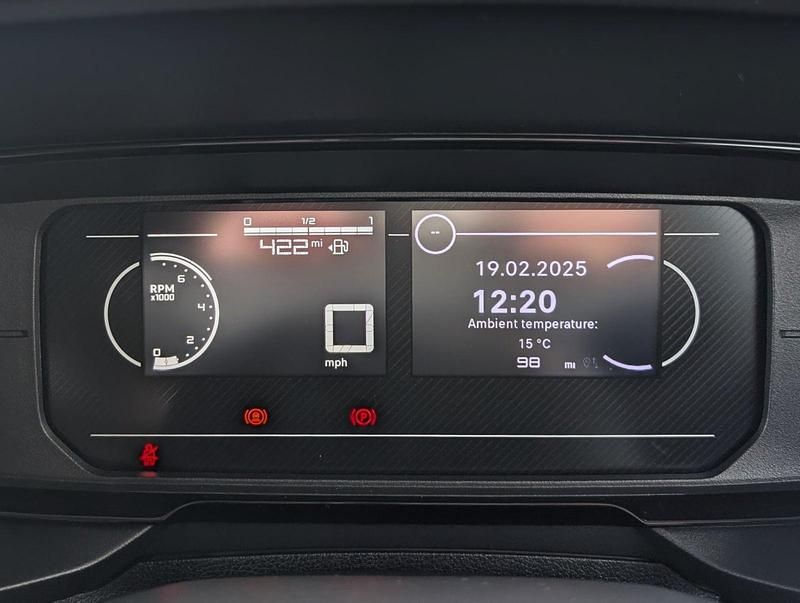 0 1/2 1
422 mi
6
RPM
x1000
4
2
0
0
mph
--
19.02.2025
12:20
Ambient temperature:
15 °C
98 mi
P